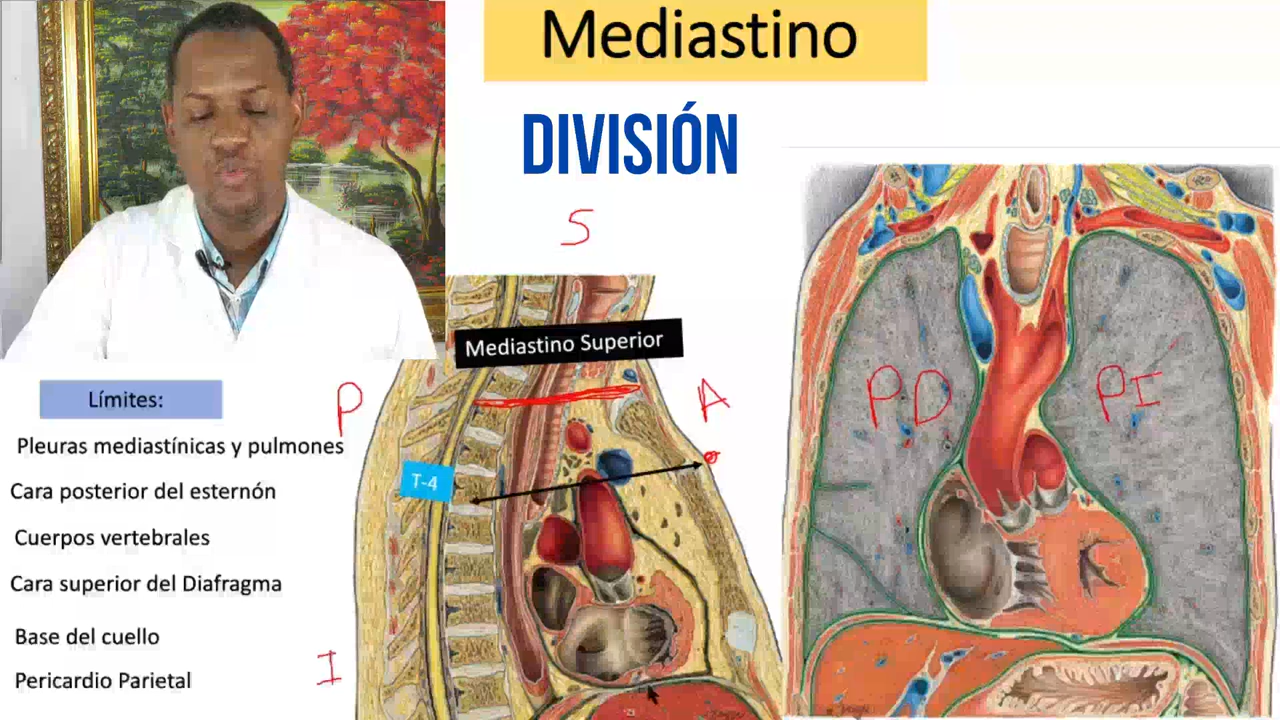 Mediastino
DIVISIÓN
S
Mediastino Superior
Límites:
P
A
PD
PI
Pleuras mediastínicas y pulmones
T-4
Cara posterior del esternón
Cuerpos vertebrales
Cara superior del Diafragma
Base del cuello
I
Pericardio Parietal